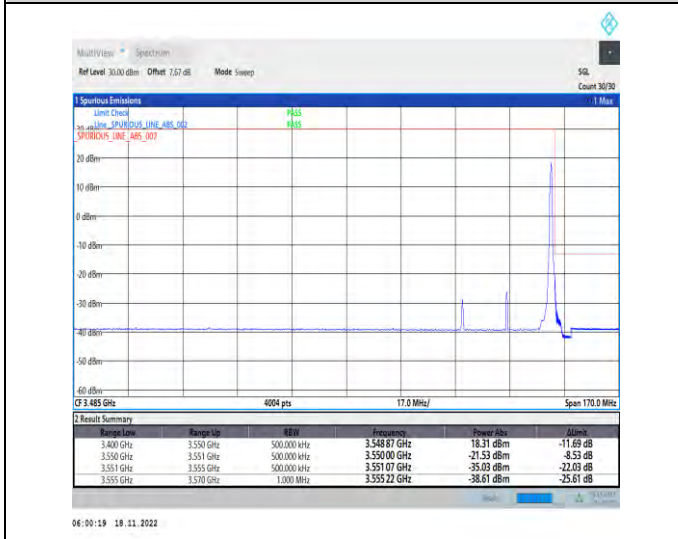 MultiView Spectrum
Ref Level 30.00 dBm Offset 7.67 dB Mode Sweep SGL
Count 30/30
1 Spurious Emissions 1 Max
Limit Check PASS
Line _SPURIOUS_LINE_ABS_002 PASS
_SPURIOUS_LINE_ABS_002
20 dBm
10 dBm
0 dBm
-10 dBm
-20 dBm
-30 dBm
-40 dBm
-50 dBm
-60 dBm
CF 3.485 GHz 4004 pts 17.0 MHz/ Span 170.0 MHz
2 Result Summary
Range Low Range Up RBW Frequency Power Abs ΔLimit
3.400 GHz 3.550 GHz 500.000 kHz 3.548 87 GHz 18.31 dBm -11.69 dB
3.550 GHz 3.551 GHz 500.000 kHz 3.550 00 GHz -21.53 dBm -8.53 dB
3.551 GHz 3.555 GHz 500.000 kHz 3.551 07 GHz -35.03 dBm -22.03 dB
3.555 GHz 3.570 GHz 1.000 MHz 3.555 22 GHz -38.61 dBm -25.61 dB
06:00:19 18.11.2022